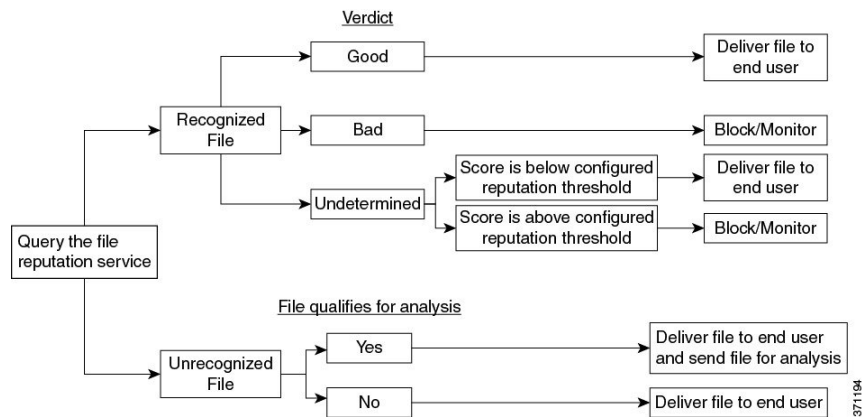 Verdict
Good
Deliver file to
end user
Recognized
File
Bad
Block/Monitor
Undetermined
Score is below configured
reputation threshold
Deliver file to
end user
Score is above configured
reputation threshold
Block/Monitor
Query the file
reputation service
File qualifies for analysis
Unrecognized
File
Yes
Deliver file to end user
and send file for analysis
No
Deliver file to end user
371194